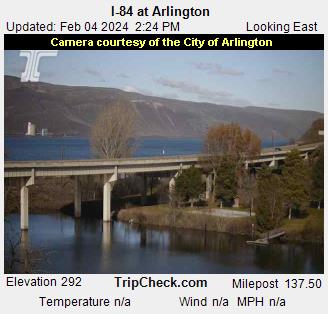 I-84 at Arlington
Updated: Feb 04 2024 2:24 PM Looking East
Camera courtesy of the City of Arlington
Elevation 292 TripCheck.com Milepost 137.50
Temperature n/a Wind n/a MPH n/a